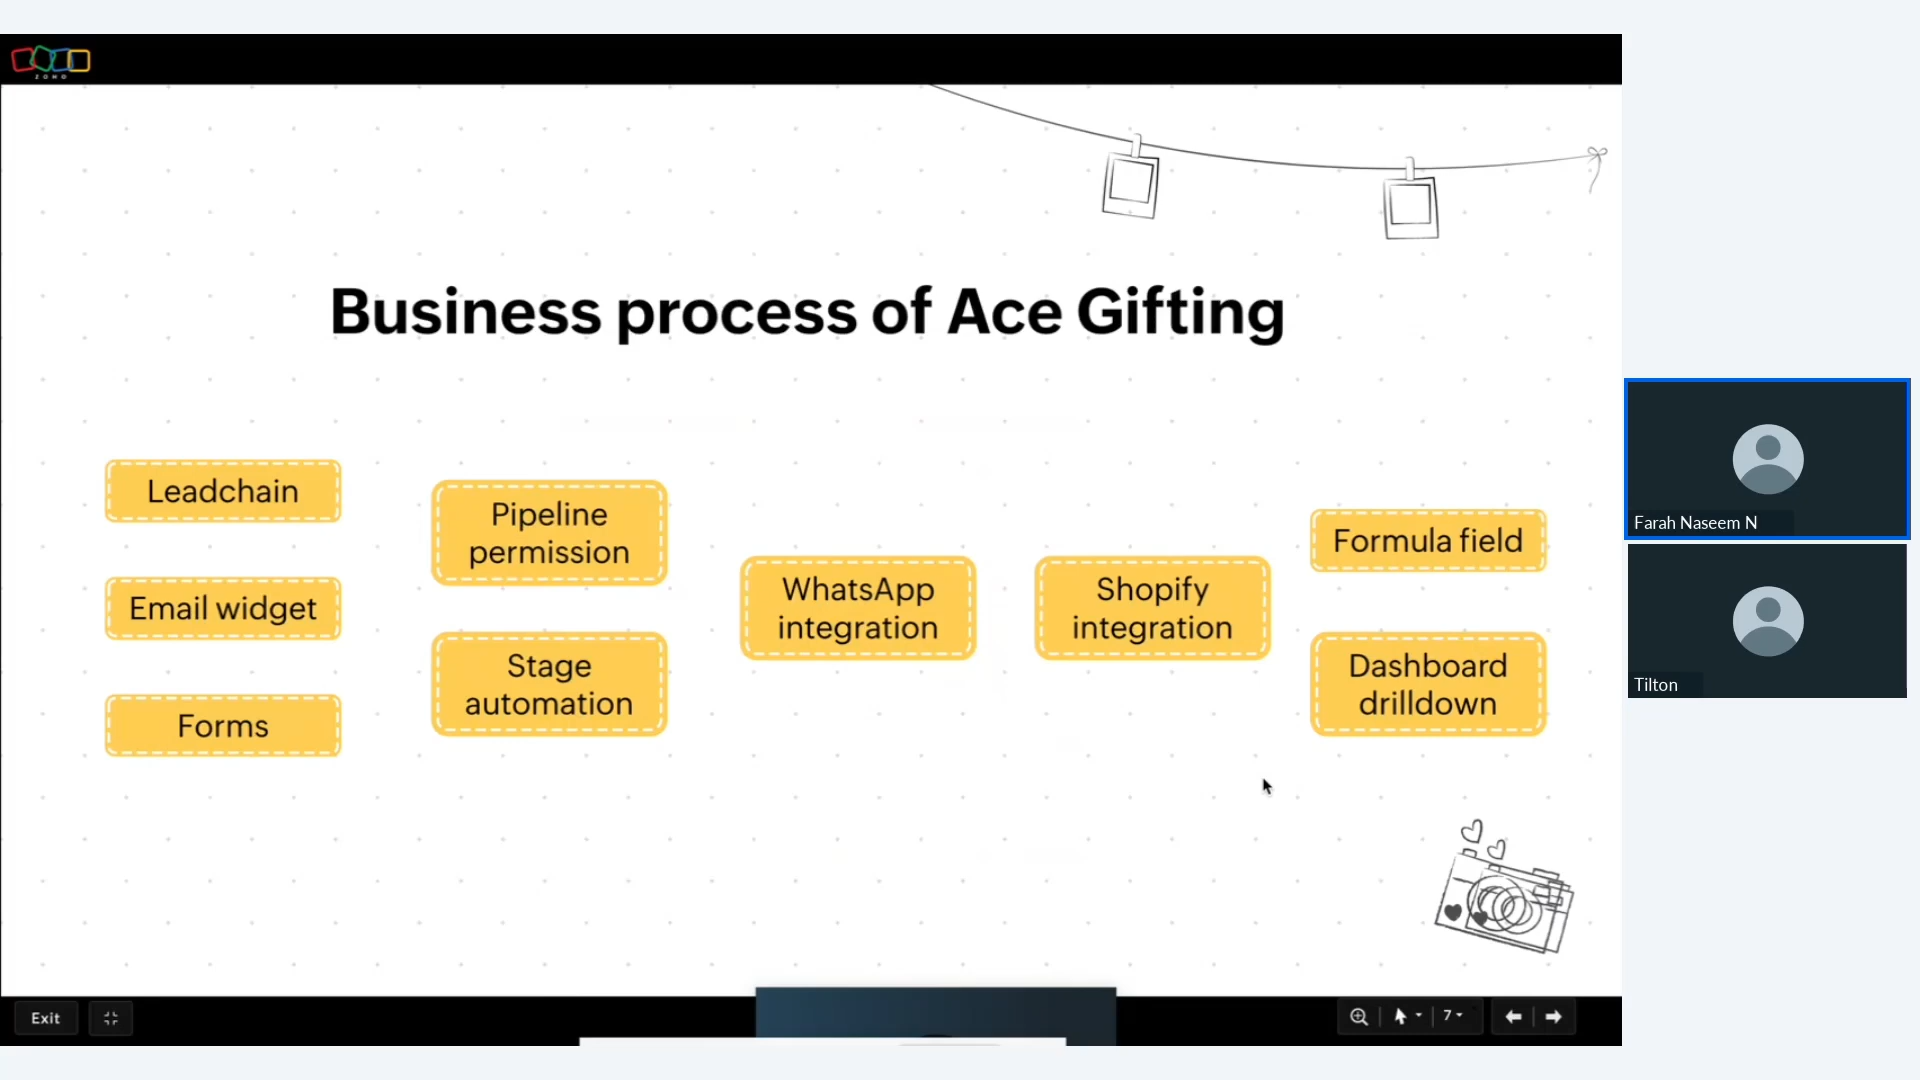 ZOHO
Business process of Ace Gifting
Leadchain
Email widget
Forms
Pipeline
permission
Stage
automation
WhatsApp
integration
Shopify
integration
Formula field
Dashboard
drilldown
Farah Naseem N
Tilton
Exit
7